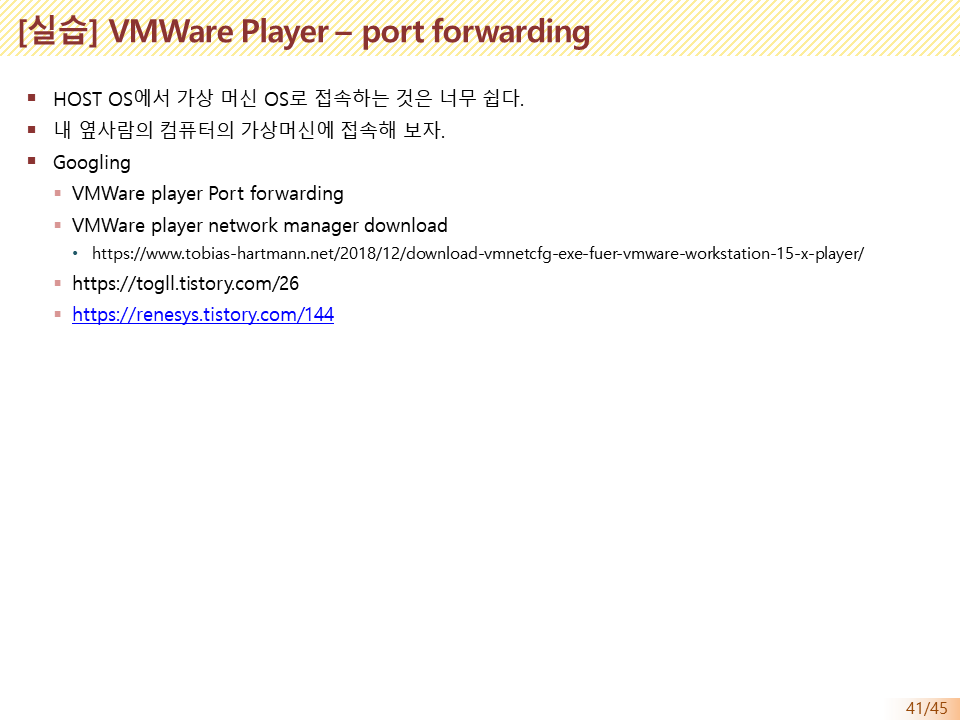 [실습] VMWare Player – port forwarding
▪ HOST OS에서 가상 머신 OS로 접속하는 것은 너무 쉽다.
▪ 내 옆사람의 컴퓨터의 가상머신에 접속해 보자.
▪ Googling
▪ VMWare player Port forwarding
▪ VMWare player network manager download
• https://www.tobias-hartmann.net/2018/12/download-vmnetcfg-exe-fuer-vmware-workstation-15-x-player/
▪ https://togll.tistory.com/26
▪ https://renesys.tistory.com/144
41/45